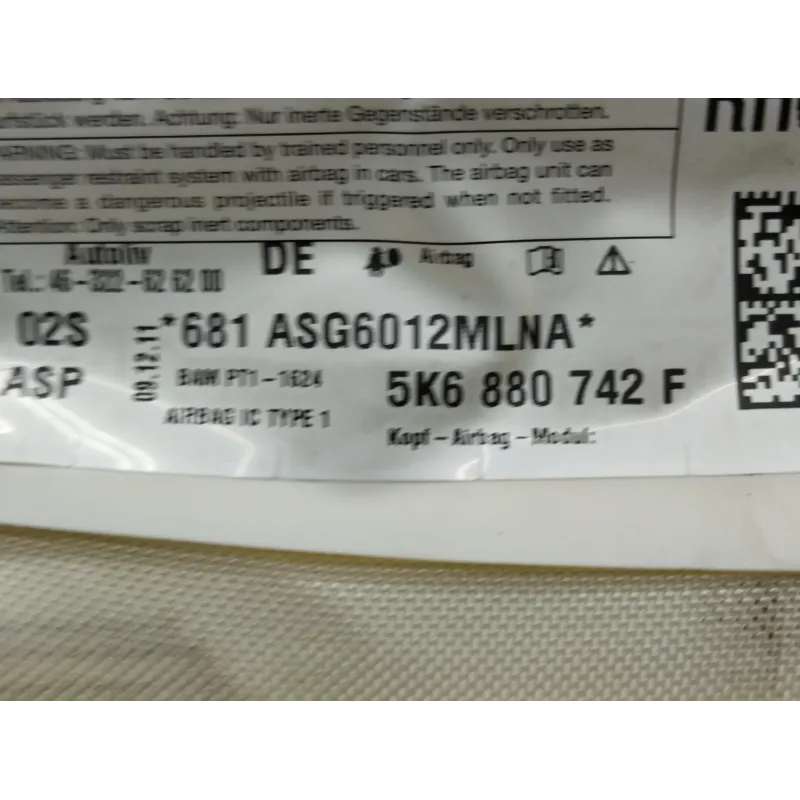 werden. Achtung: Nur inerte Gegenstände verschrotten.
WARNING: Must be handled by trained personnel only. Only use as
passenger restraint system with airbag in cars. The airbag unit can
become a dangerous projectile if triggered when not fitted.
Attention: Only scrap inert components.
Autoliv DE Airbag
Tel.: 46-322-62 62 00
02S 09.12.11 *681 ASG6012MLNA*
ASP BAM PT1-1624 5K6 880 742 F
AIRBAG IC TYPE 1 Kopf-Airbag-Modul: